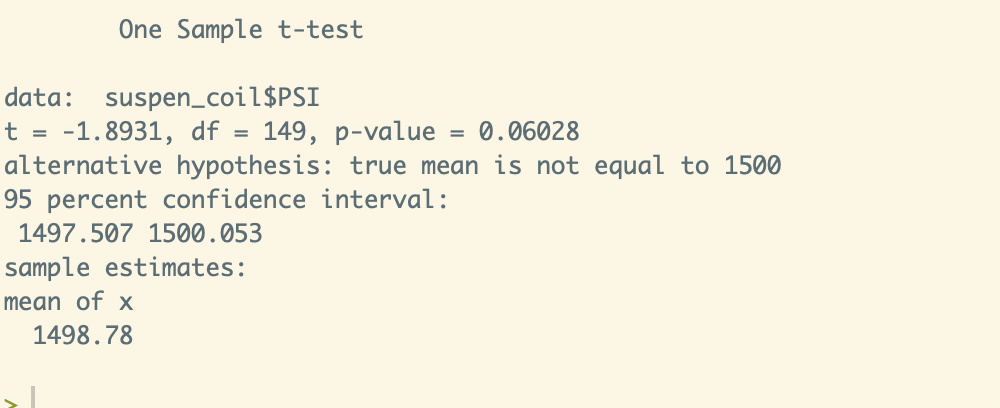 One Sample t-test
data:  suspen_coil$PSI
t = -1.8931, df = 149, p-value = 0.06028
alternative hypothesis: true mean is not equal to 1500
95 percent confidence interval:
1497.507 1500.053
sample estimates:
mean of x
1498.78
>